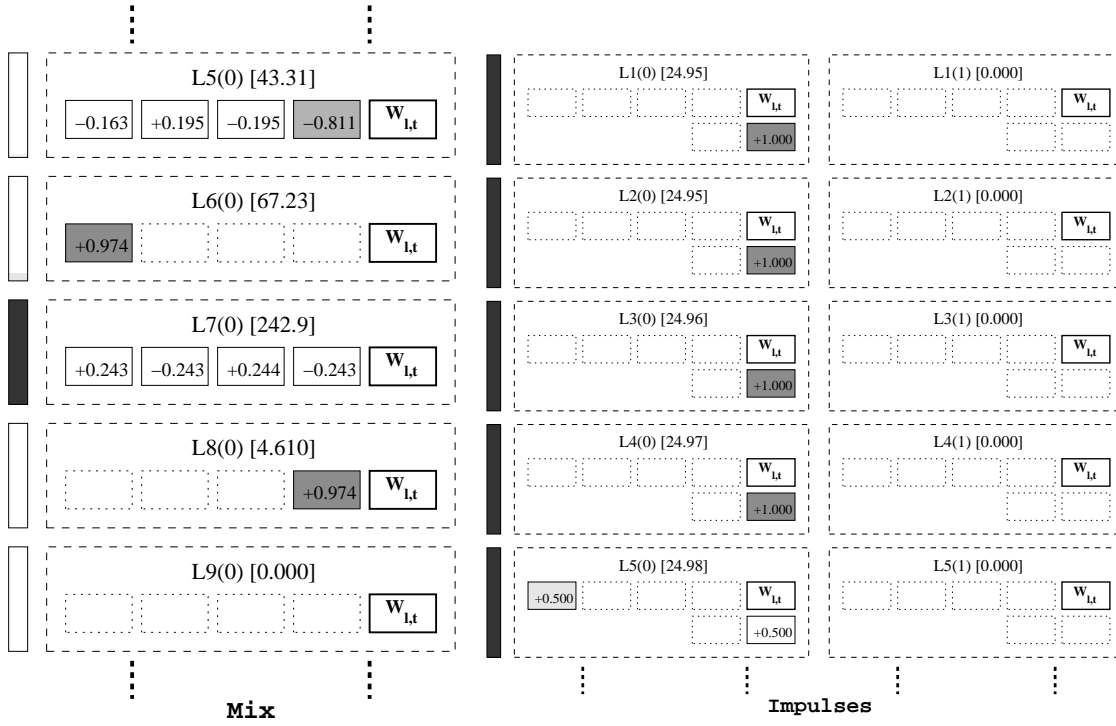 L5(0) [43.31]
−0.163 +0.195 −0.195 −0.811 W l,t
L6(0) [67.23]
+0.974 W l,t
L7(0) [242.9]
+0.243 −0.243 +0.244 −0.243 W l,t
L8(0) [4.610]
+0.974 W l,t
L9(0) [0.000]
W l,t
Mix
L1(0) [24.95]
W l,t
+1.000
L2(0) [24.95]
W l,t
+1.000
L3(0) [24.96]
W l,t
+1.000
L4(0) [24.97]
W l,t
+1.000
L5(0) [24.98]
+0.500 W l,t
+0.500
L1(1) [0.000]
W l,t
L2(1) [0.000]
W l,t
L3(1) [0.000]
W l,t
L4(1) [0.000]
W l,t
L5(1) [0.000]
W l,t
Impulses